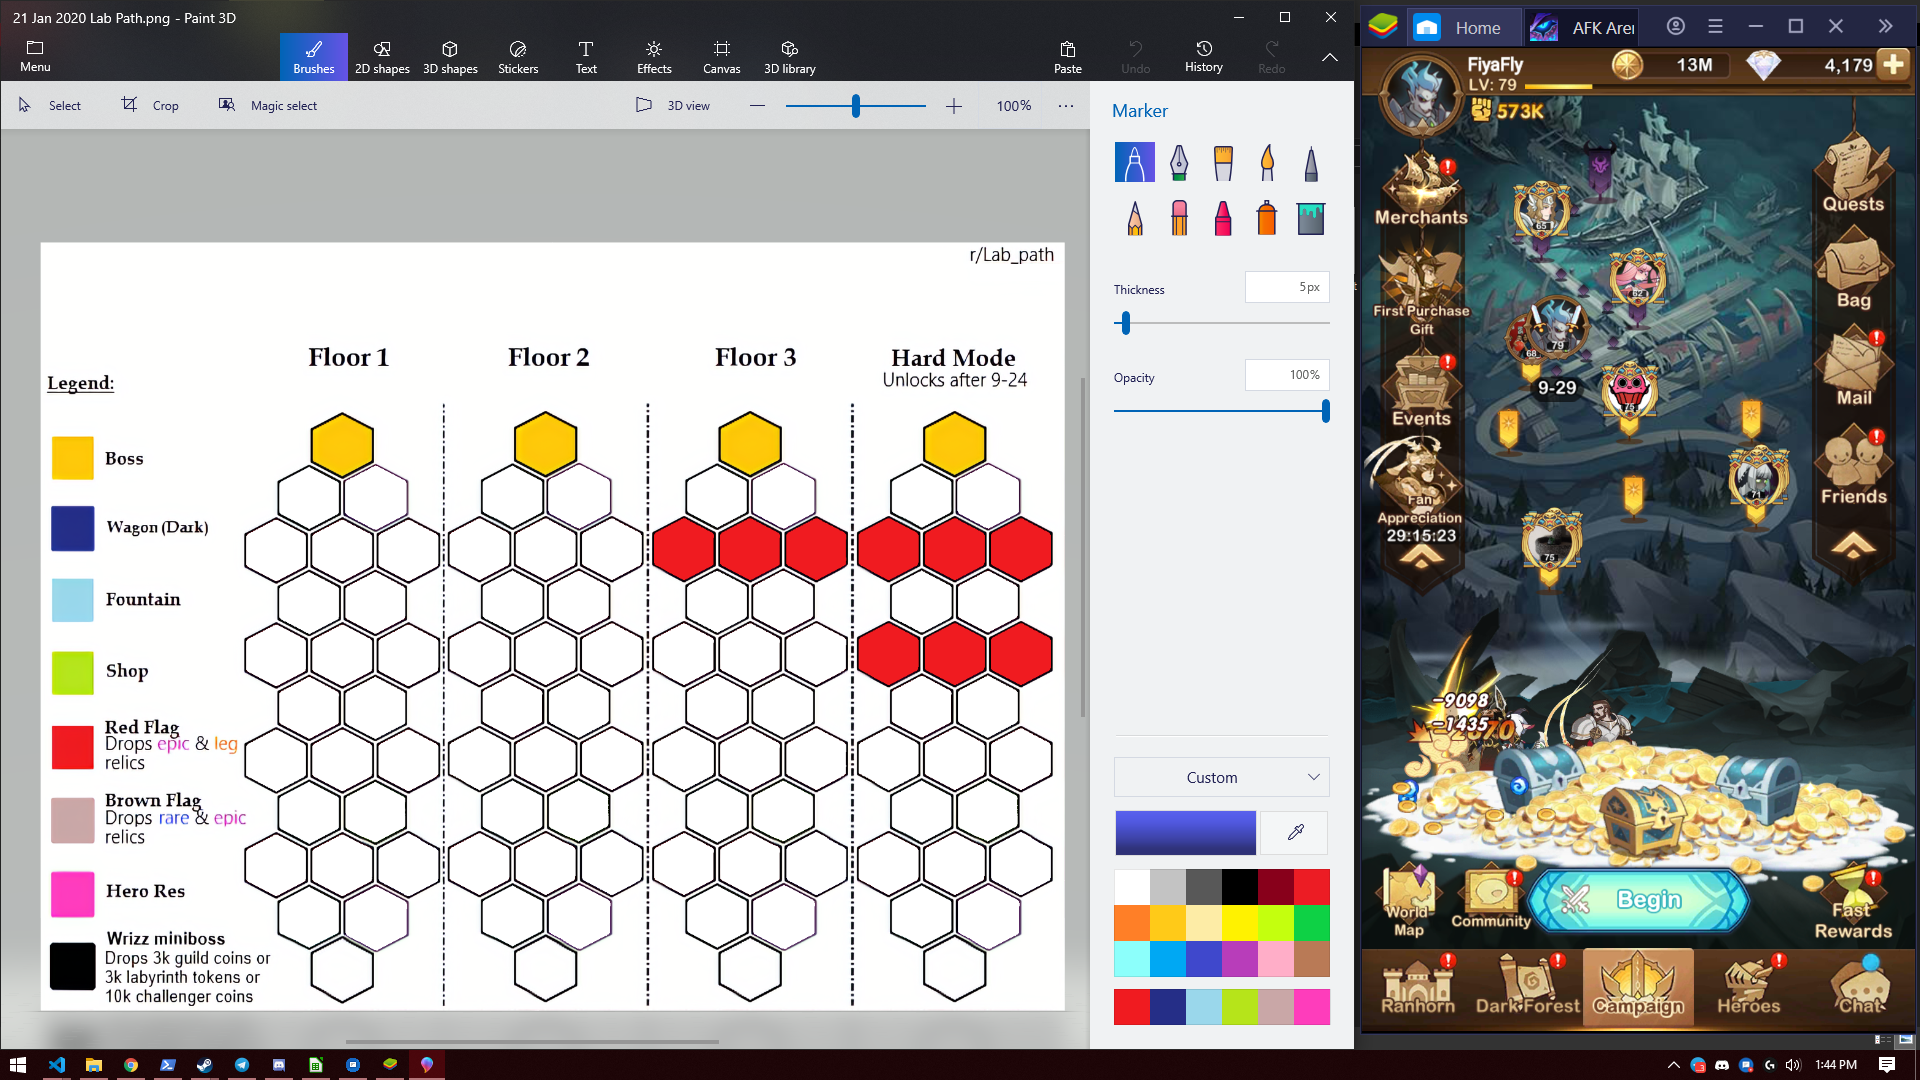 21 Jan 2020 Lab Path.png - Paint 3D
Menu
Brushes
2D shapes
3D shapes
Stickers
Text
Effects
Canvas
3D library
Paste
Undo
History
Redo
Select
Crop
Magic select
3D view
100%
Marker
Thickness
5px
Opacity
100%
Custom
r/Lab_path
Floor 1
Floor 2
Floor 3
Hard Mode
Unlocks after 9-24
Legend:
Boss
Wagon (Dark)
Fountain
Shop
Red Flag
Drops epic & leg
relics
Brown Flag
Drops rare & epic
relics
Hero Res
Wrizz miniboss
Drops 3k guild coins or
3k labyrinth tokens or
10k challenger coins
Home
AFK Aren
FiyaFly
LV: 79
573K
13M
4,179
Merchants
First Purchase
Gift
Events
Fan
Appreciation
29:15:23
Quests
Bag
Mail
Friends
65
62
68
79
9-29
75
71
75
-9098
-1435
World
Map
Community
Begin
Fast
Rewards
Ranhorn
Dark Forest
Campaign
Heroes
Chat
1:44 PM